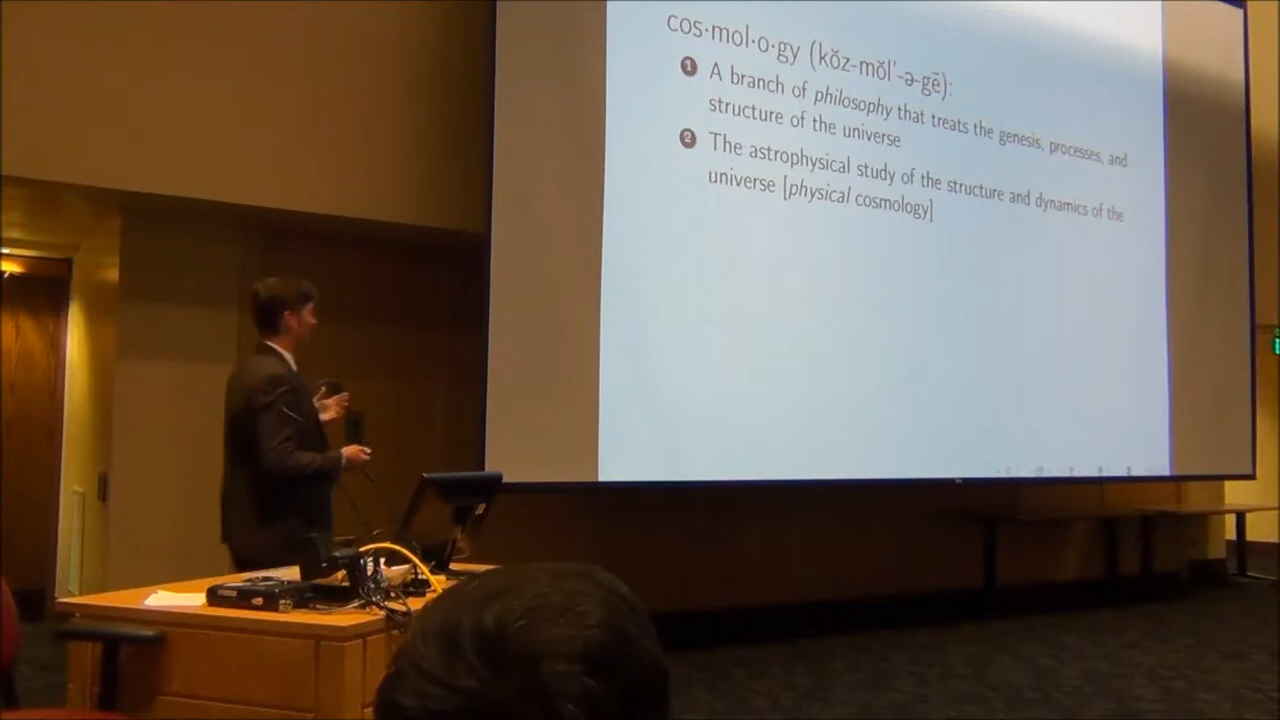 cos·mol·o·gy (kŏz-mŏl'-ə-gē):
1 A branch of philosophy that treats the genesis, processes, and
structure of the universe
2 The astrophysical study of the structure and dynamics of the
universe [physical cosmology]